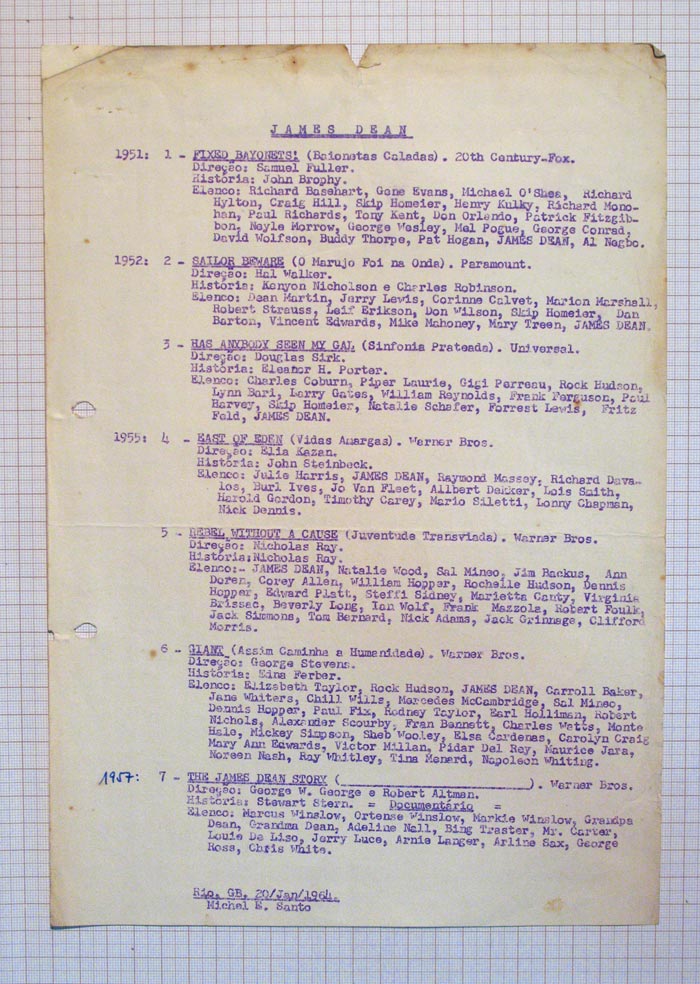 JAMES DEAN
1951: 1 - FIXED BAYONETS! (Baionetas Caladas). 20th Century-Fox.
Direção: Samuel Fuller.
História: John Brophy.
Elenco: Richard Basehart, Gene Evans, Michael O'Shea, Richard
Hylton, Craig Hill, Skip Homeier, Henry Kulky, Richard Mono-
han, Paul Richards, Tony Kent, Don Orlando, Patrick Fitzgib-
bon, Neyle Morrow, George Wesley, Mel Pogue, George Conrad,
David Wolfson, Buddy Thorpe, Pat Hogan, JAMES DEAN, Al Negbo.
1952: 2 - SAILOR BEWARE (O Marujo Foi na Onda). Paramount.
Direção: Hal Walker.
História: Kenyon Nicholson e Charles Robinson.
Elenco: Dean Martin, Jerry Lewis, Corinne Calvet, Marion Marshall,
Robert Strauss, Leif Erikson, Don Wilson, Skip Homeier, Dan
Barton, Vincent Edwards, Mike Mahoney, Mary Treen, JAMES DEAN.
3 - HAS ANYBODY SEEN MY GAL (Sinfonia Prateada). Universal.
Direção: Douglas Sirk.
História: Eleanor H. Porter.
Elenco: Charles Coburn, Piper Laurie, Gigi Perreau, Rock Hudson,
Lynn Bari, Larry Gates, William Reynolds, Frank Ferguson, Paul
Harvey, Skip Homeier, Natalie Schafer, Forrest Lewis, Fritz
Feld, JAMES DEAN.
1955: 4 - EAST OF EDEN (Vidas Amargas). Warner Bros.
Direção: Elia Kazan.
História: John Steinbeck.
Elenco: Julie Harris, JAMES DEAN, Raymond Massey, Richard Dava-
los, Burl Ives, Jo Van Fleet, Allbert Dekker, Lois Smith,
Harold Gordon, Timothy Carey, Mario Siletti, Lonny Chapman,
Nick Dennis.
5 - REBEL WITHOUT A CAUSE (Juventude Transviada). Warner Bros.
Direção: Nicholas Ray.
História:Nicholas Ray.
Elenco:- JAMES DEAN, Natalie Wood, Sal Mineo, Jim Backus, Ann
Doren, Corey Allen, William Hopper, Rochelle Hudson, Dennis
Hopper, Edward Platt, Steffi Sidney, Marietta Canty, Virginia
Brissac, Beverly Long, Ian Wolf, Frank Mazzola, Robert Foulk,
Jack Simmons, Tom Bernard, Nick Adams, Jack Grinnage, Clifford
Morris.
6 - GIANT (Assim Caminha a Humanidade). Warner Bros.
Direção: George Stevens.
História: Edna Ferber.
Elenco: Elizabeth Taylor, Rock Hudson, JAMES DEAN, Carroll Baker,
Jane Whiters, Chill Wills, Mercedes McCambridge, Sal Mineo,
Dennis Hopper, Paul Fix, Rodney Taylor, Earl Holliman, Robert
Nichols, Alexander Scourby, Fran Bennett, Charles Watts, Monte
Hale, Mickey Simpson, Sheb Wooley, Elsa Cardenas, Carolyn Craig
Mary Ann Edwards, Victor Millan, Pidar Del Rey, Maurice Jara,
Noreen Nash, Ray Whitley, Tina Menard, Napoleon Whiting.
1957: 7 - THE JAMES DEAN STORY (____________________). Warner Bros.
Direção: George W. George e Robert Altman.
História: Stewart Stern. = Documentário =
Elenco: Marcus Winslow, Ortense Winslow, Markie Winslow, Grandpa
Dean, Grandma Dean, Adeline Nall, Bing Traster, Mr. Carter,
Louie De Liso, Jerry Luce, Arnie Langer, Arline Sax, George
Ross, Chris White.
Rio, GB, 20/Jan/1964.
Michel E. Santo